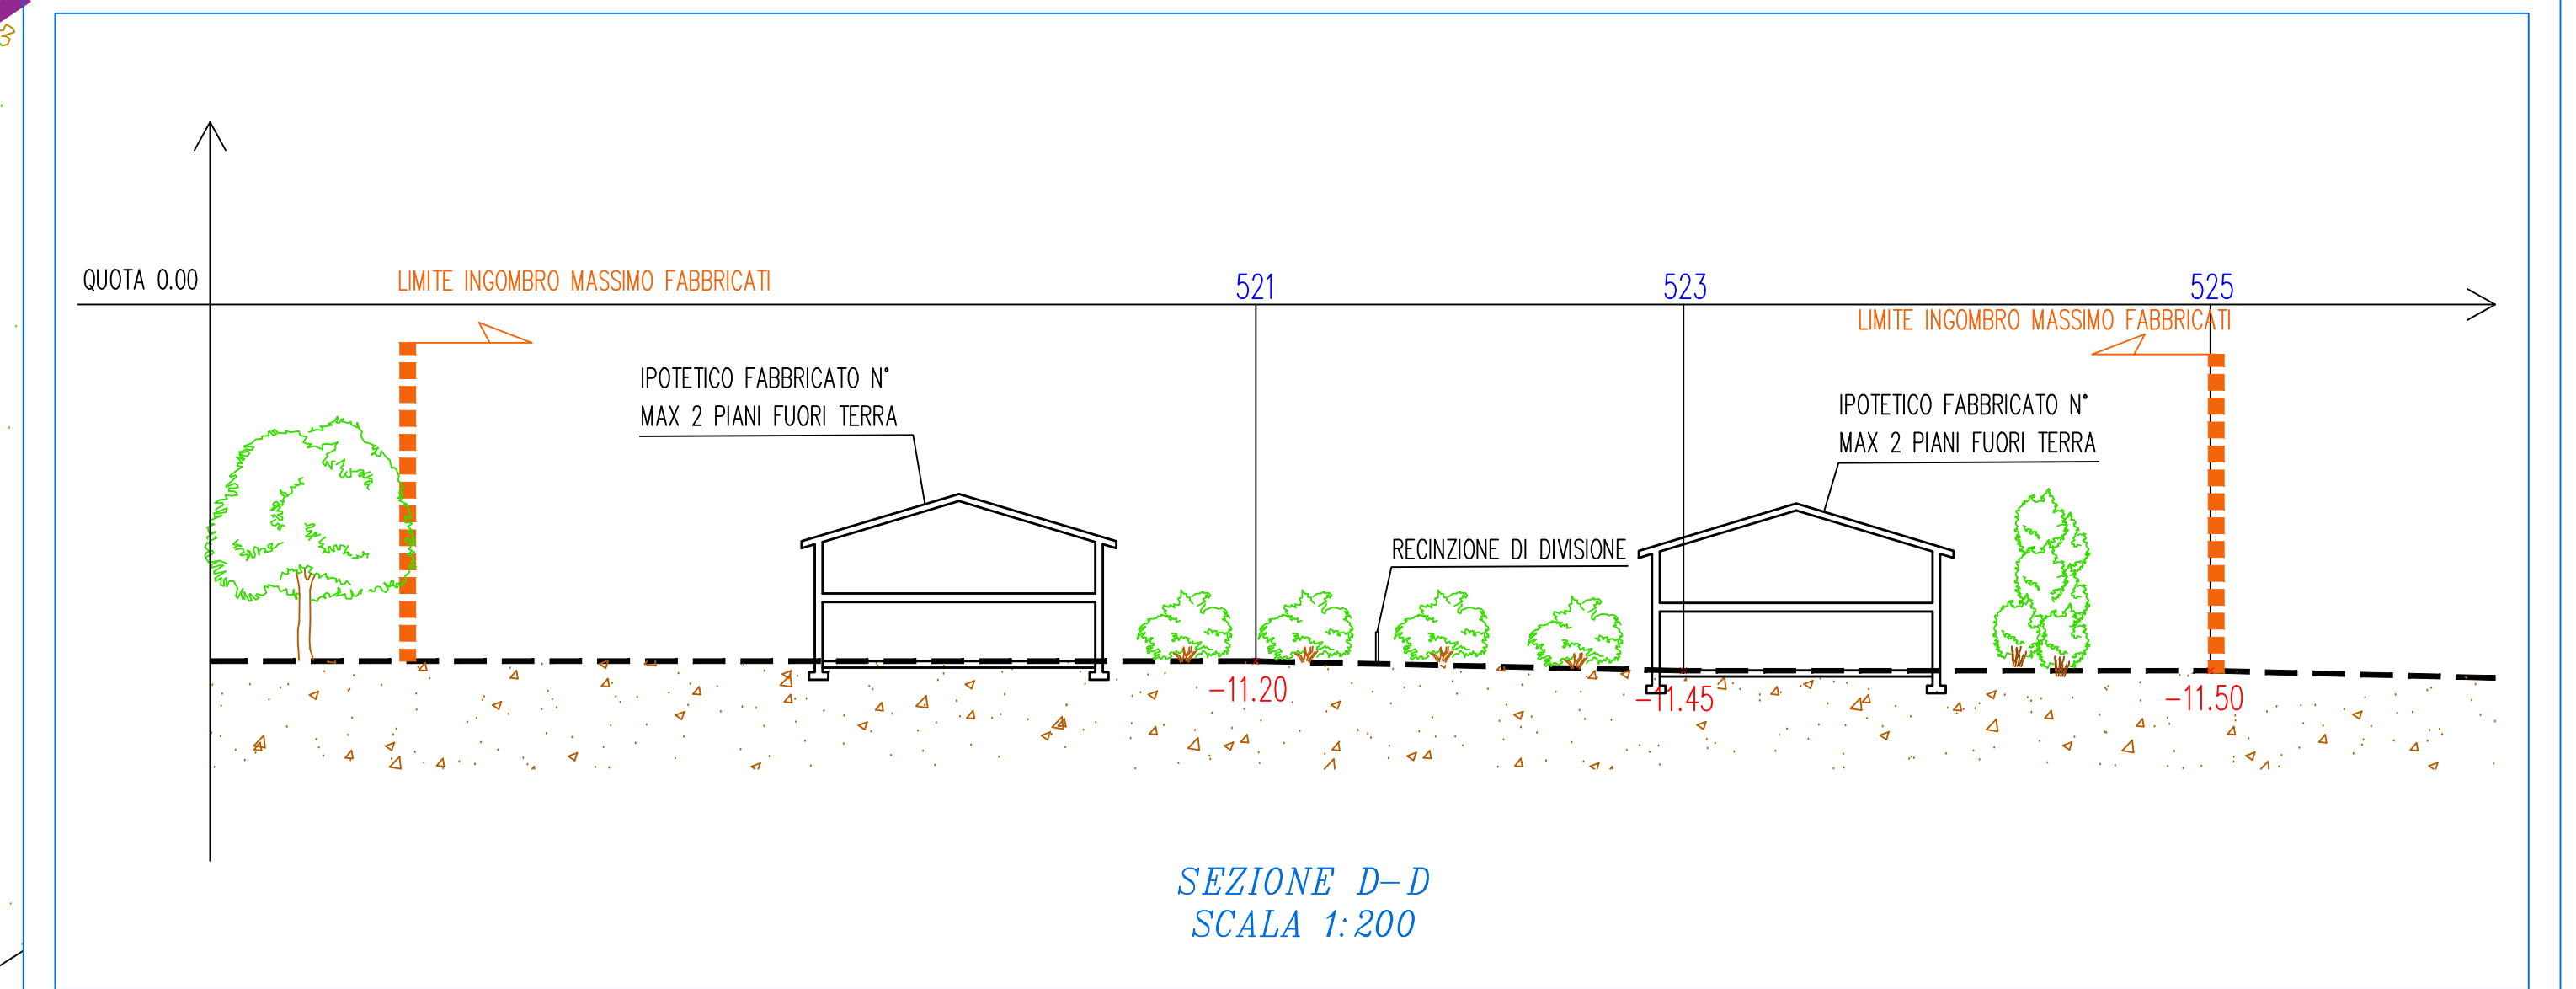 QUOTA 0.00
LIMITE INGOMBRO MASSIMO FABBRICATI
521
523
525
LIMITE INGOMBRO MASSIMO FABBRICATI
IPOTETICO FABBRICATO N°
MAX 2 PIANI FUORI TERRA
IPOTETICO FABBRICATO N°
MAX 2 PIANI FUORI TERRA
RECINZIONE DI DIVISIONE
-11.20
-11.45
-11.50
SEZIONE D-D
SCALA 1:200